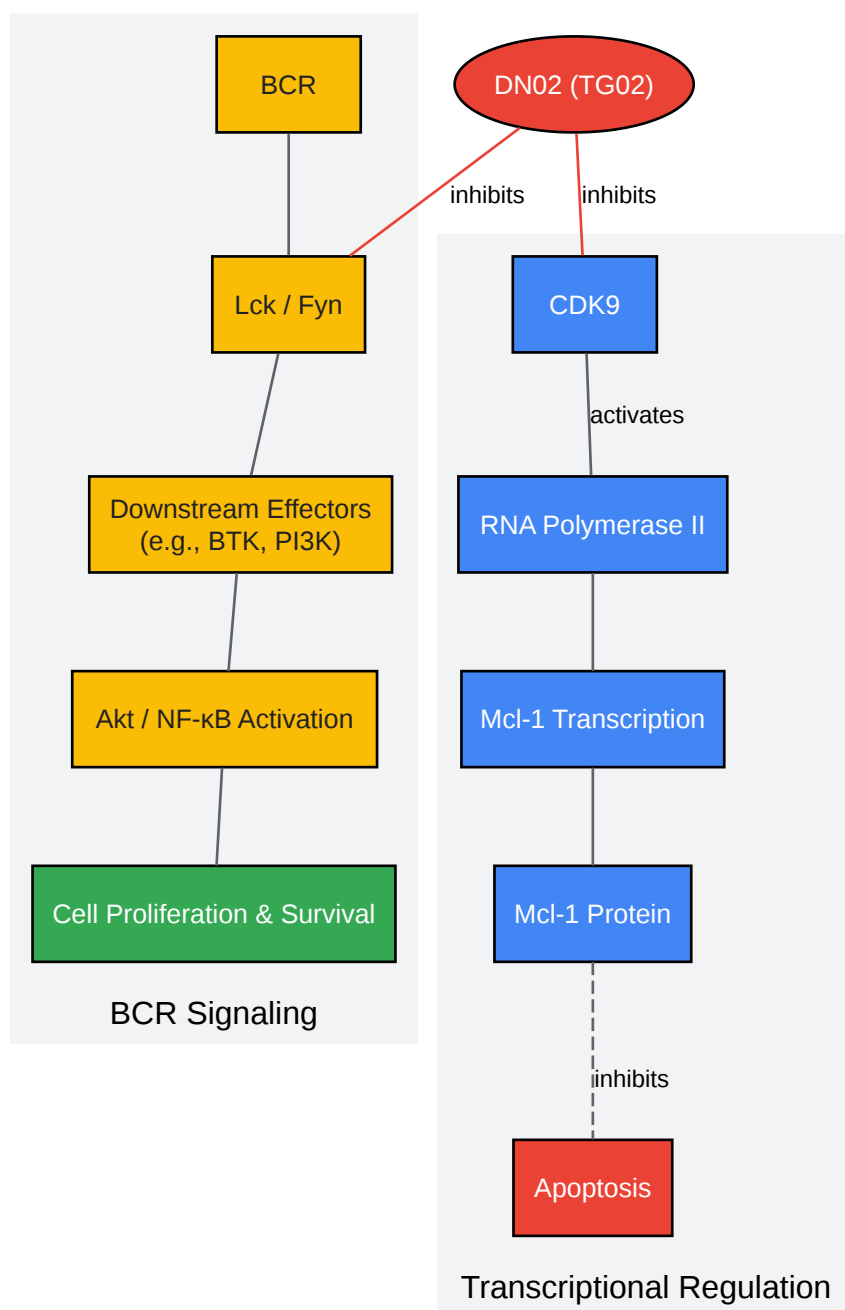 BCR
DN02 (TG02)
inhibits
inhibits
Lck / Fyn
CDK9
activates
Downstream Effectors
(e.g., BTK, PI3K)
RNA Polymerase II
Akt / NF-κB Activation
Mcl-1 Transcription
Cell Proliferation & Survival
Mcl-1 Protein
BCR Signaling
inhibits
Apoptosis
Transcriptional Regulation